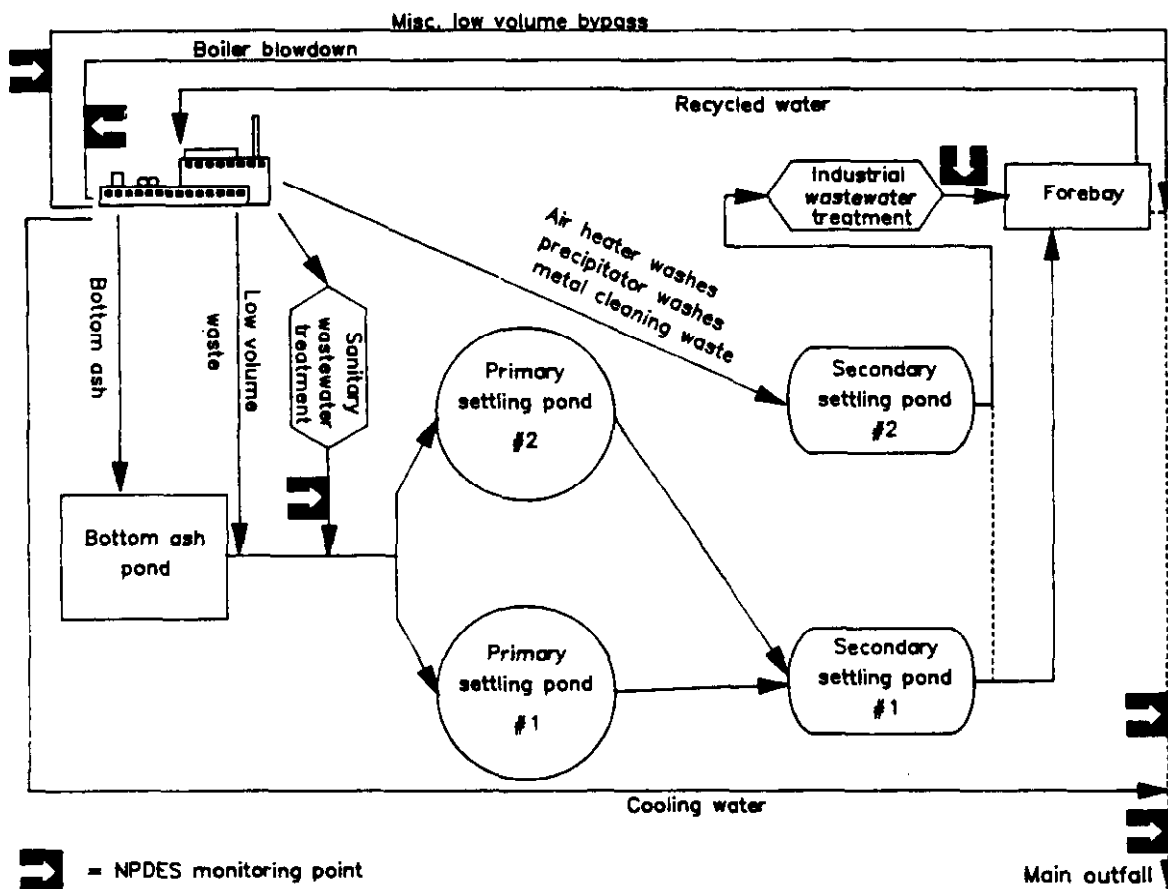 Misc. low volume bypass
Boiler blowdown
Recycled water
Industrial
wastewater
treatment
Forebay
Air heater washes
precipitator washes
metal cleaning waste
Bottom ash
Low volume
waste
Sanitary
wastewater
treatment
Primary
settling pond
#2
Secondary
settling pond
#2
Bottom ash
pond
Primary
settling pond
#1
Secondary
settling pond
#1
Cooling water
= NPDES monitoring point
Main outfall